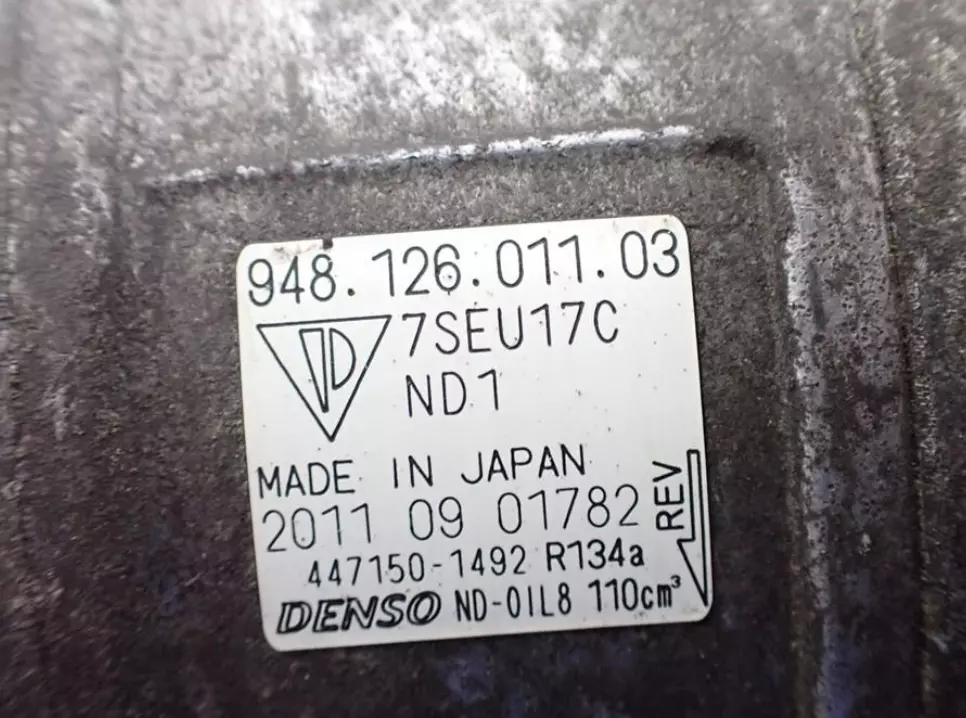 948.126.011.03
7SEU17C
ND1
MADE IN JAPAN
2011 09 01782
REV
447150-1492 R134a
DENSO ND-OIL8 110cm³